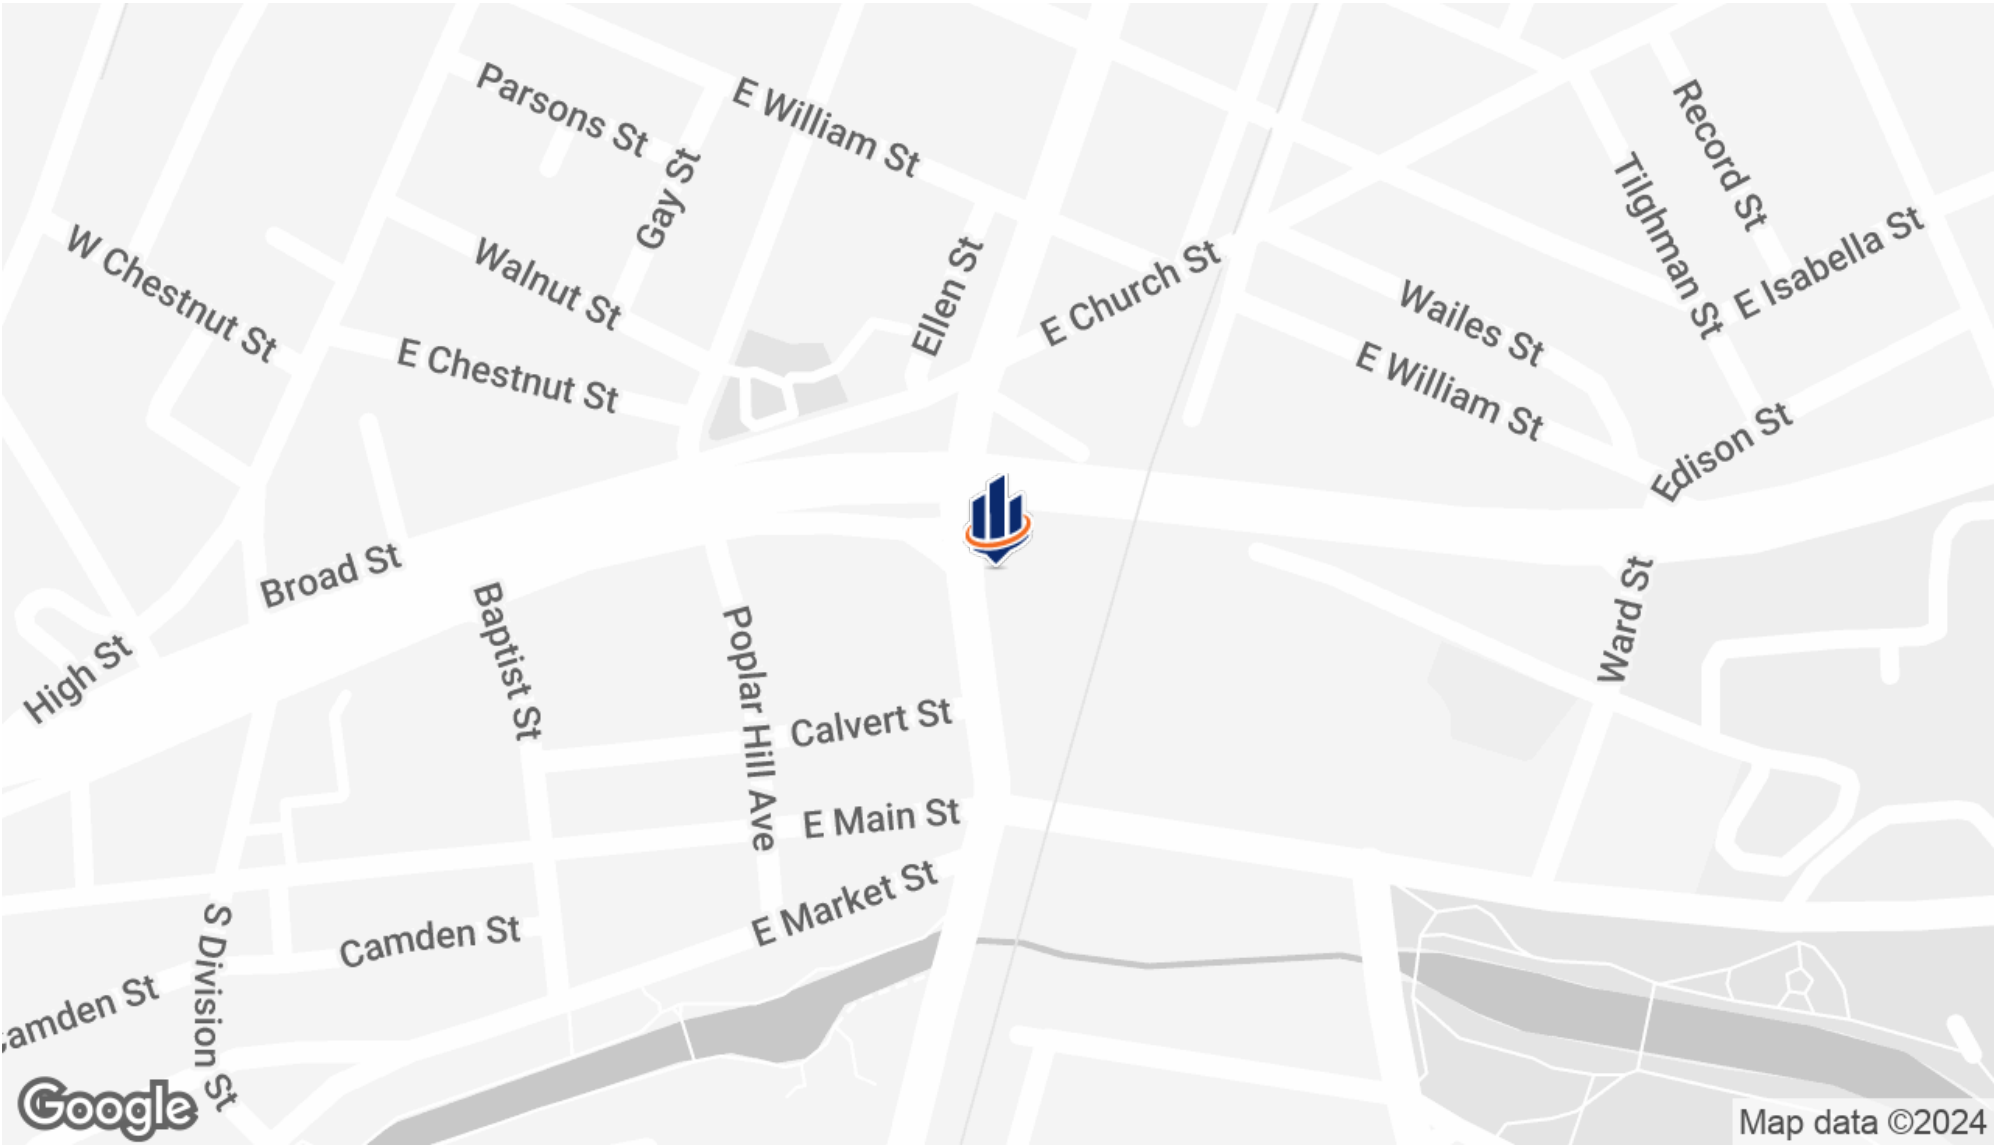 Parsons St
E William St
Record St
Gay St
Tilghman St
W Chestnut St
Walnut St
Ellen St
E Church St
E Isabella St
Wailes St
E Chestnut St
E William St
Edison St
Broad St
Baptist St
Ward St
Poplar Hill Ave
High St
Calvert St
E Main St
E Market St
Camden St
S Division St
Camden St
Google
Map data ©2024